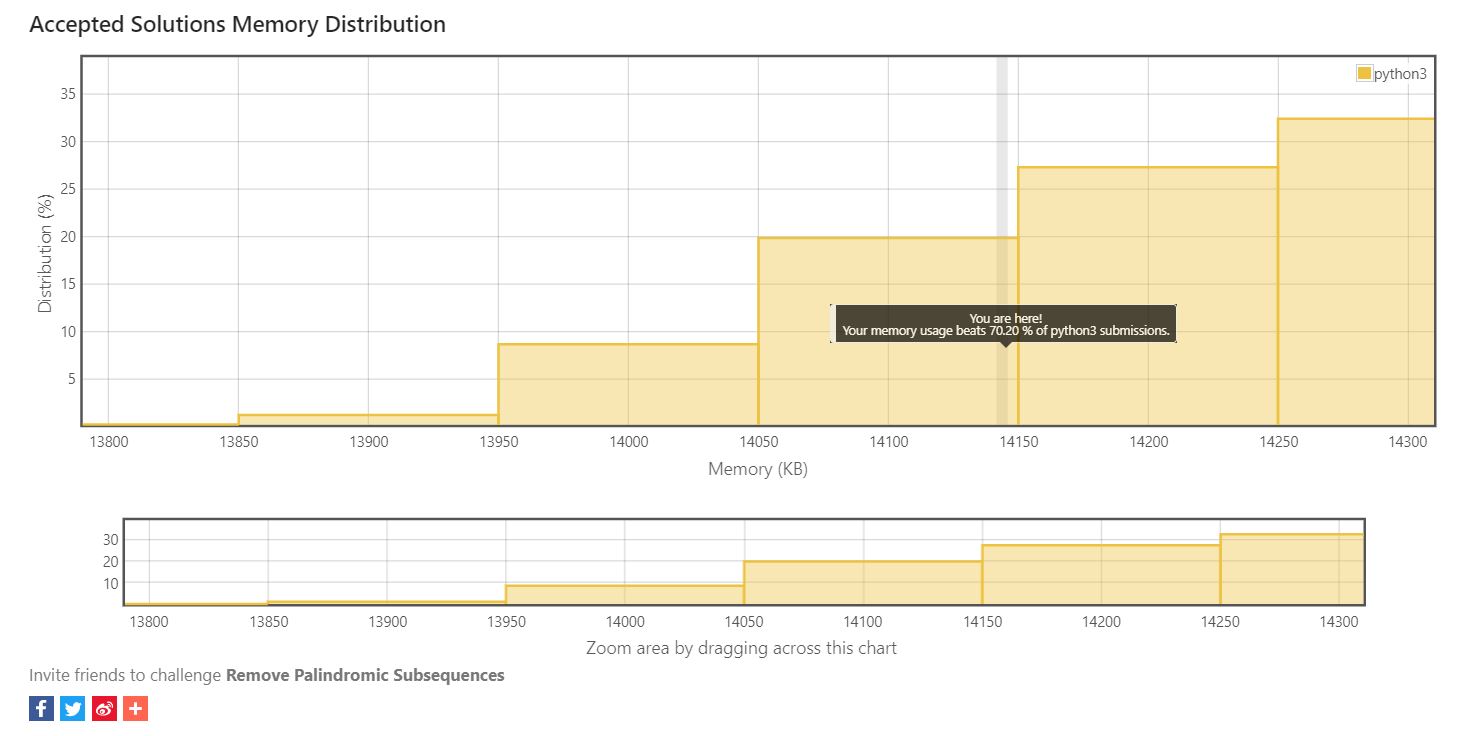 Accepted Solutions Memory Distribution
python3
35
30
25
20
15
10
5
Distribution (%)
You are here!
Your memory usage beats 70.20 % of python3 submissions.
13800 13850 13900 13950 14000 14050 14100 14150 14200 14250 14300
Memory (KB)
30
20
10
13800 13850 13900 13950 14000 14050 14100 14150 14200 14250 14300
Zoom area by dragging across this chart
Invite friends to challenge Remove Palindromic Subsequences